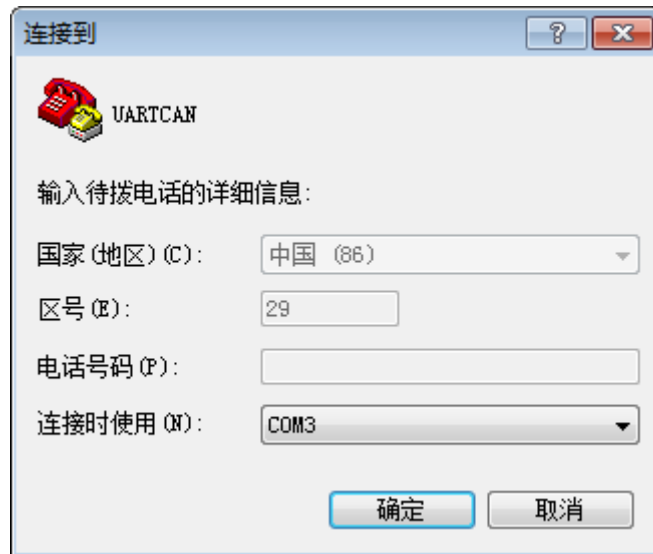 连接到
UARTCAN
输入待拨电话的详细信息:
国家(地区)(C): 中国 (86)
区号(E): 29
电话号码(P):
连接时使用(N): COM3
确定 取消